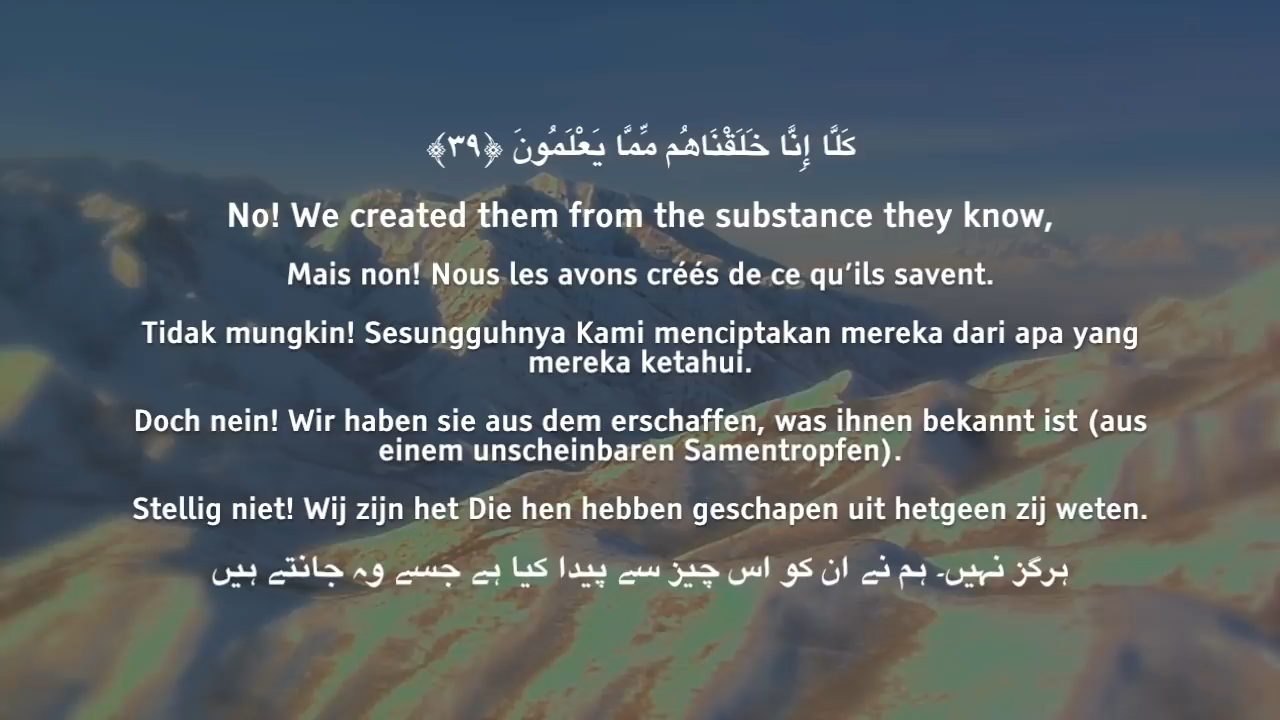 كَلَّا إِنَّا خَلَقْنَاهُم مِّمَّا يَعْلَمُونَ ﴿٣٩﴾
No! We created them from the substance they know,
Mais non! Nous les avons créés de ce qu’ils savent.
Tidak mungkin! Sesungguhnya Kami menciptakan mereka dari apa yang
mereka ketahui.
Doch nein! Wir haben sie aus dem erschaffen, was ihnen bekannt ist (aus
einem unscheinbaren Samentropfen).
Stellig niet! Wij zijn het Die hen hebben geschapen uit hetgeen zij weten.
ہرگز نہیں۔ ہم نے ان کو اس چیز سے پیدا کیا ہے جسے وہ جانتے ہیں